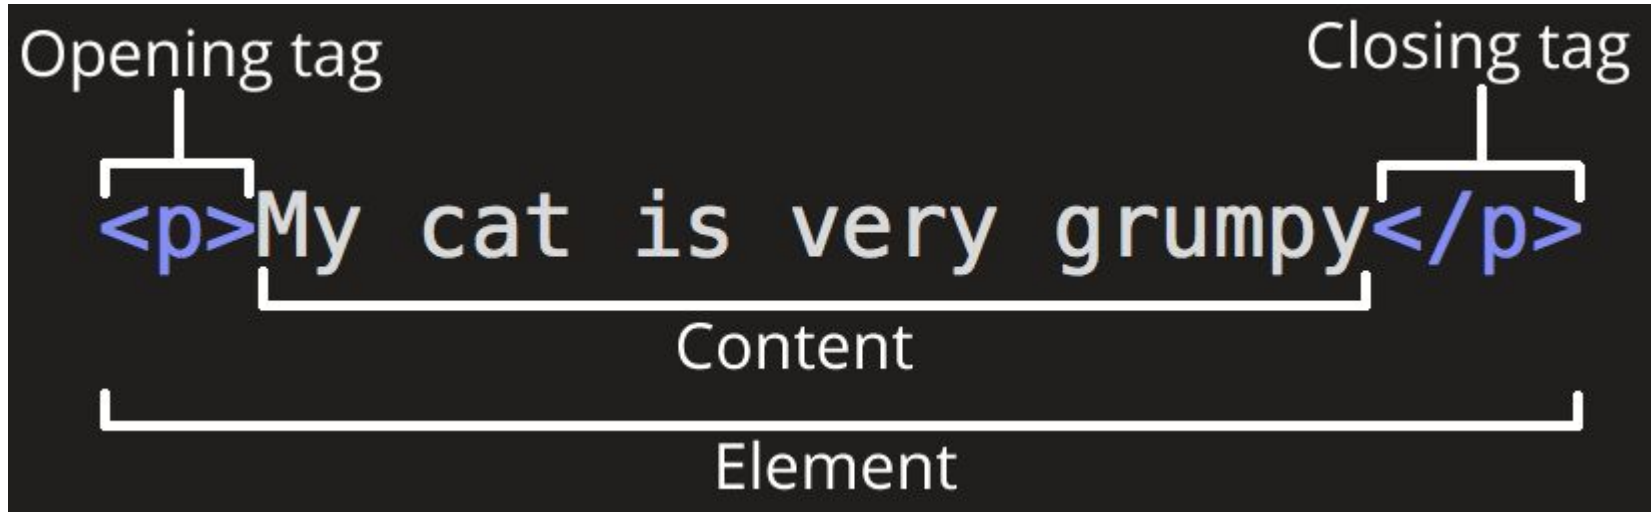 Opening tag
Closing tag
<p>My cat is very grumpy</p>
Content
Element